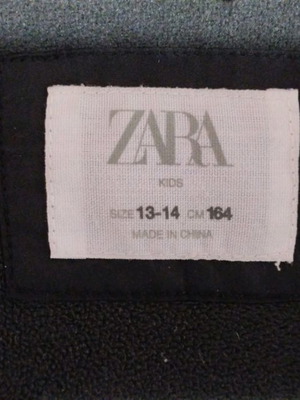 ZARA
KIDS
SIZE 13-14 CM 164
MADE IN CHINA